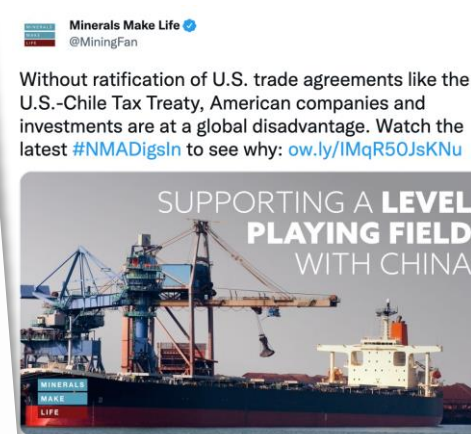 MINERALS
MAKE
LIFE
Minerals Make Life
@MiningFan
Without ratification of U.S. trade agreements like the
U.S.-Chile Tax Treaty, American companies and
investments are at a global disadvantage. Watch the
latest #NMADigsIn to see why: ow.ly/IMqR50JsKNu
SUPPORTING A LEVEL
PLAYING FIELD
WITH CHINA
MINERALS
MAKE
LIFE